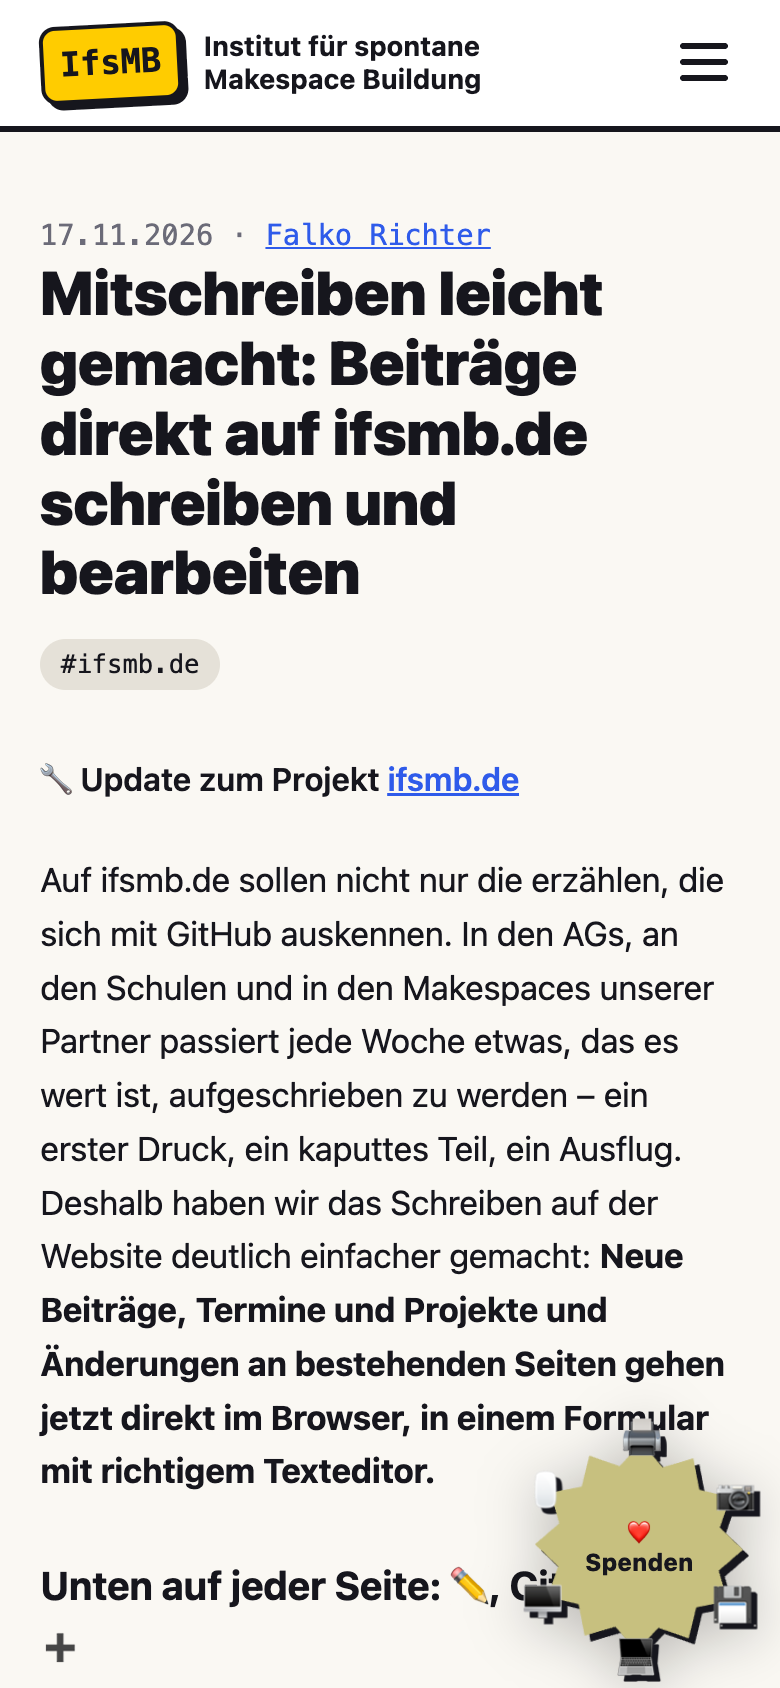 IfsMB
Institut für spontane
Makespace Buildung
17.11.2026 · Falko Richter
Mitschreiben leicht
gemacht: Beiträge
direkt auf ifsmb.de
schreiben und
bearbeiten
#ifsmb.de
🔧 Update zum Projekt ifsmb.de
Auf ifsmb.de sollen nicht nur die erzählen, die
sich mit GitHub auskennen. In den AGs, an
den Schulen und in den Makespaces unserer
Partner passiert jede Woche etwas, das es
wert ist, aufgeschrieben zu werden – ein
erster Druck, ein kaputtes Teil, ein Ausflug.
Deshalb haben wir das Schreiben auf der
Website deutlich einfacher gemacht: Neue
Beiträge, Termine und Projekte und
Änderungen an bestehenden Seiten gehen
jetzt direkt im Browser, in einem Formular
mit richtigem Texteditor.
Unten auf jeder Seite: ✏️,
➕
❤️
Spenden